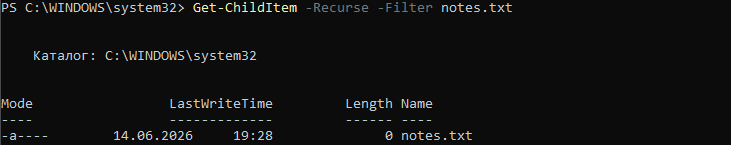 PS C:\WINDOWS\system32> Get-ChildItem -Recurse -Filter notes.txt
Каталог: C:\WINDOWS\system32
Mode                 LastWriteTime         Length Name
----                 -------------         ------ ----
-a----        14.06.2026     19:28              0 notes.txt